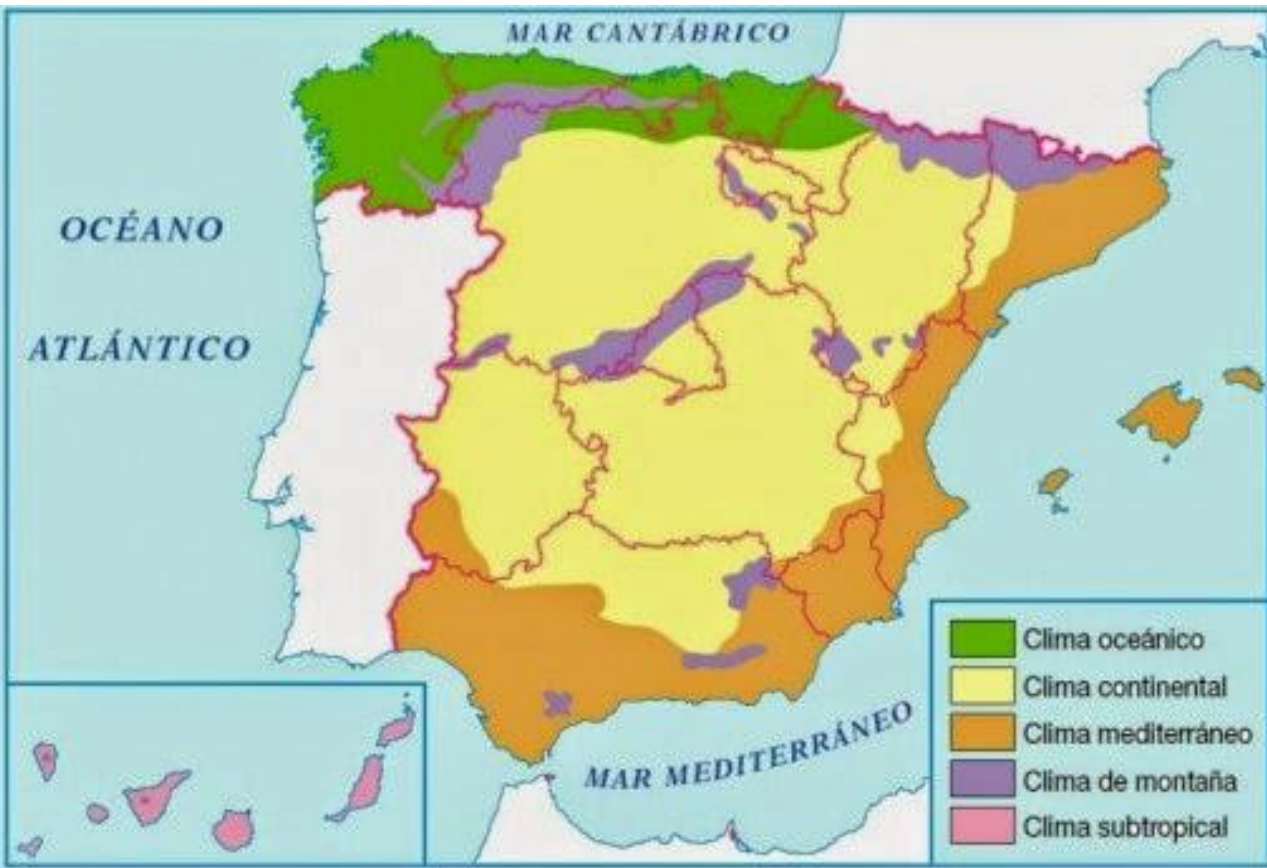 MAR CANTÁBRICO
OCÉANO
ATLÁNTICO
MAR MEDITERRÁNEO
Clima oceánico
Clima continental
Clima mediterráneo
Clima de montaña
Clima subtropical